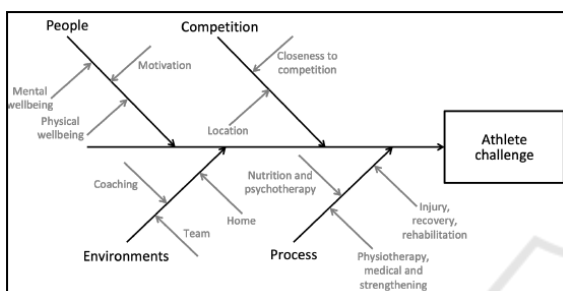 People
Competition
Motivation
Closeness to
competition
Mental
wellbeing
Physical
wellbeing
Location
Athlete
challenge
Coaching
Nutrition and
psychotherapy
Home
Injury,
recovery,
rehabilitation
Team
Environments
Process
Physiotherapy,
medical and
strengthening